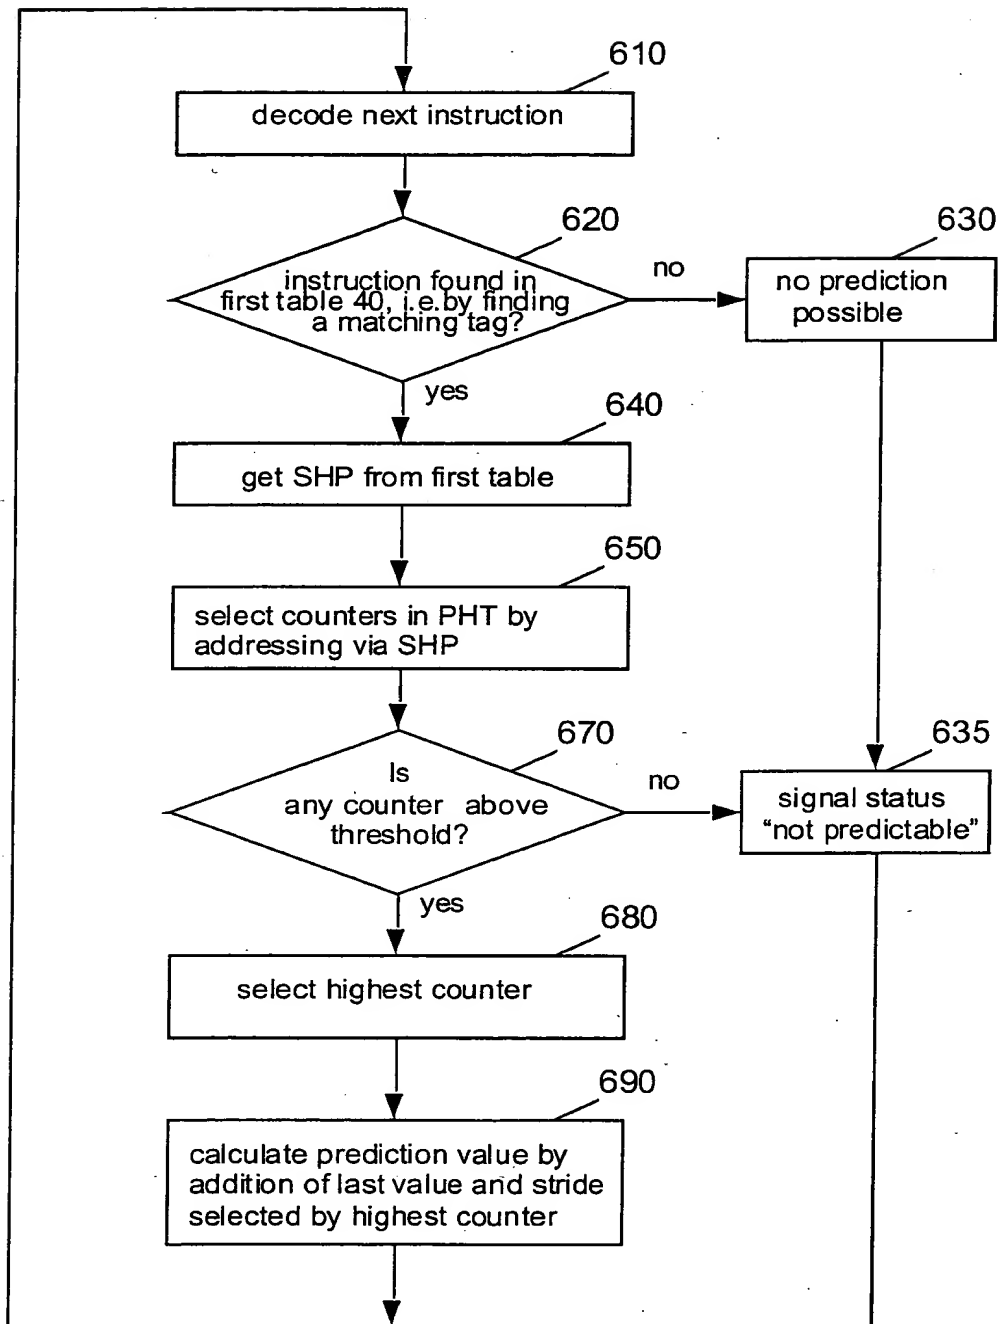 610
decode next instruction
620
630
instruction found in
first table 40, i.e.by finding
a matching tag?
no
no prediction
possible
yes
640
get SHP from first table
650
select counters in PHT by
addressing via SHP
670
635
Is
any counter above
threshold?
no
signal status
“not predictable”
yes
680
select highest counter
690
calculate prediction value by
addition of last value and stride
selected by highest counter